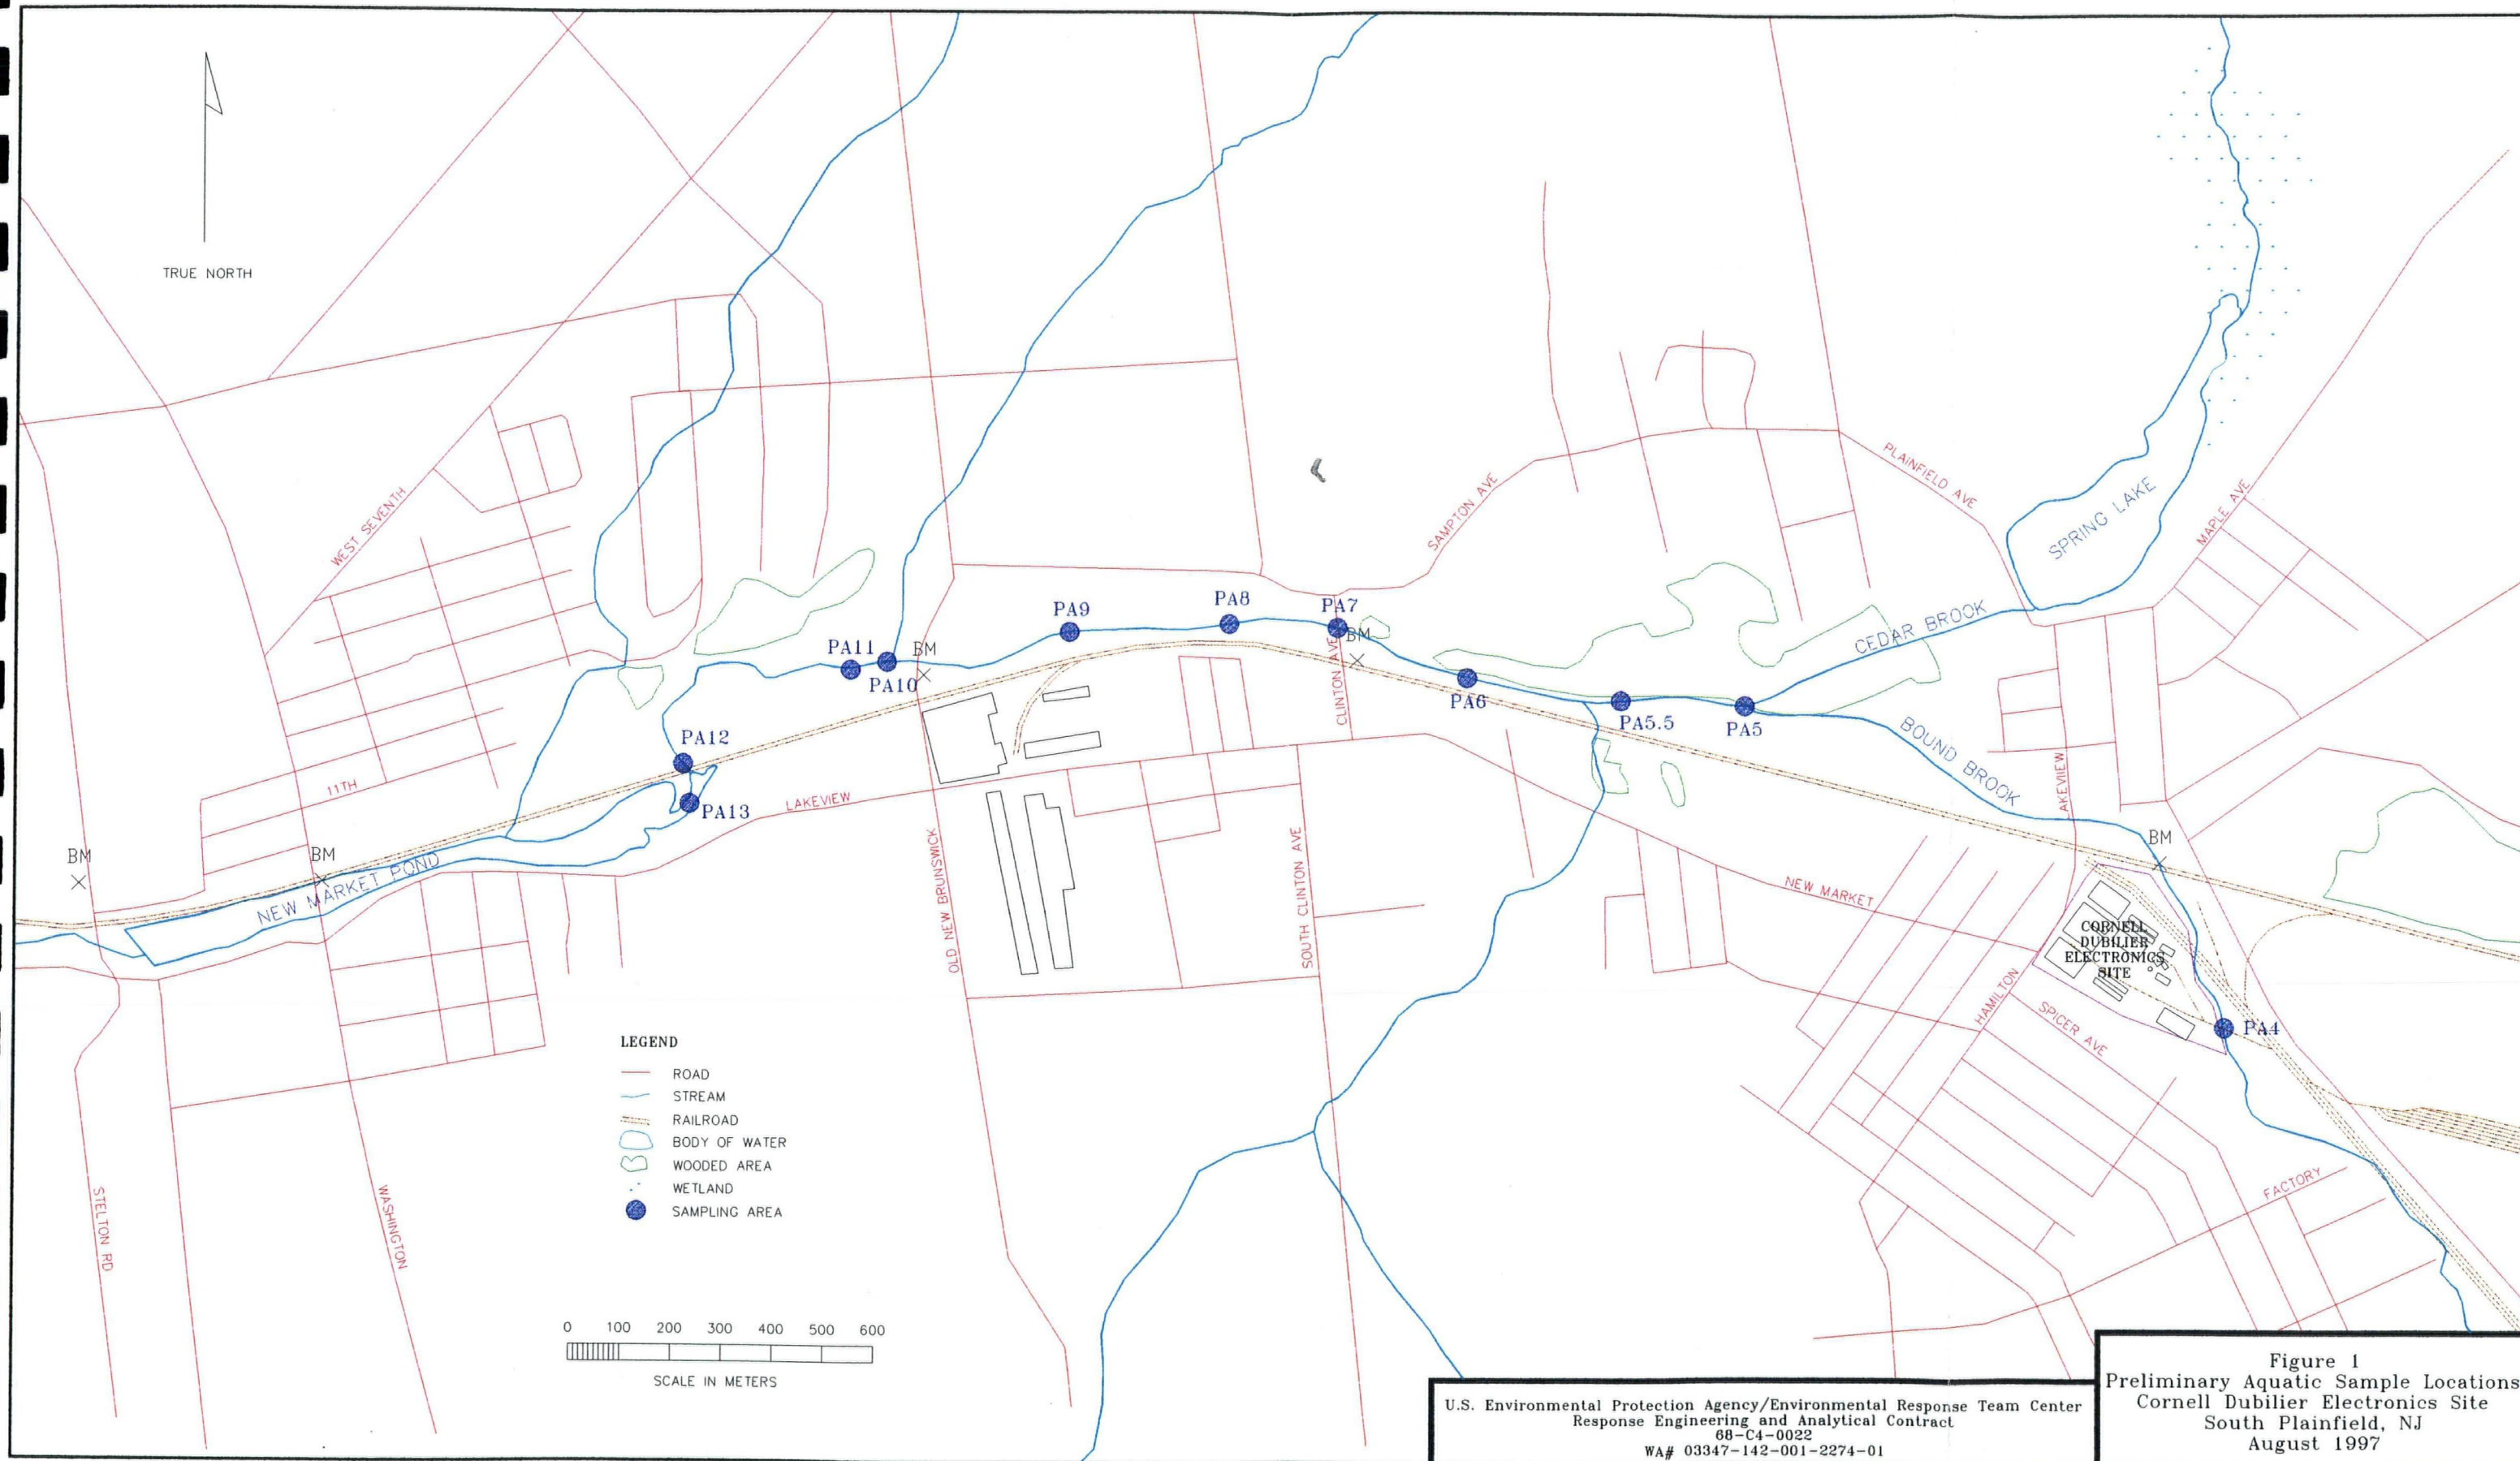 TRUE NORTH
PLAINFIELD AVE
SAMPTON AVE
WEST SEVENTH
SPRING LAKE
MAPLE AVE
PA9
PA8
PA7
BM
CEDAR BROOK
PA11
BM
PA10
CLINTON AVE
PA6
PA5.5
PA5
BOUND BROOK
PA12
11TH
LAKEVIEW
PA13
LAKEVIEW
BM
BM
NEW MARKET POND
OLD NEW BRUNSWICK
SOUTH CLINTON AVE
NEW MARKET
BM
CORNELL
DUBILIER
ELECTRONICS
SITE
HAMILTON
SPICER AVE
PA4
LEGEND
ROAD
STREAM
RAILROAD
BODY OF WATER
WOODED AREA
WETLAND
SAMPLING AREA
STELTON RD
WASHINGTON
FACTORY
0 100 200 300 400 500 600
SCALE IN METERS
U.S. Environmental Protection Agency/Environmental Response Team Center
Response Engineering and Analytical Contract
68-C4-0022
WA# 03347-142-001-2274-01
Figure 1
Preliminary Aquatic Sample Locations
Cornell Dubilier Electronics Site
South Plainfield, NJ
August 1997